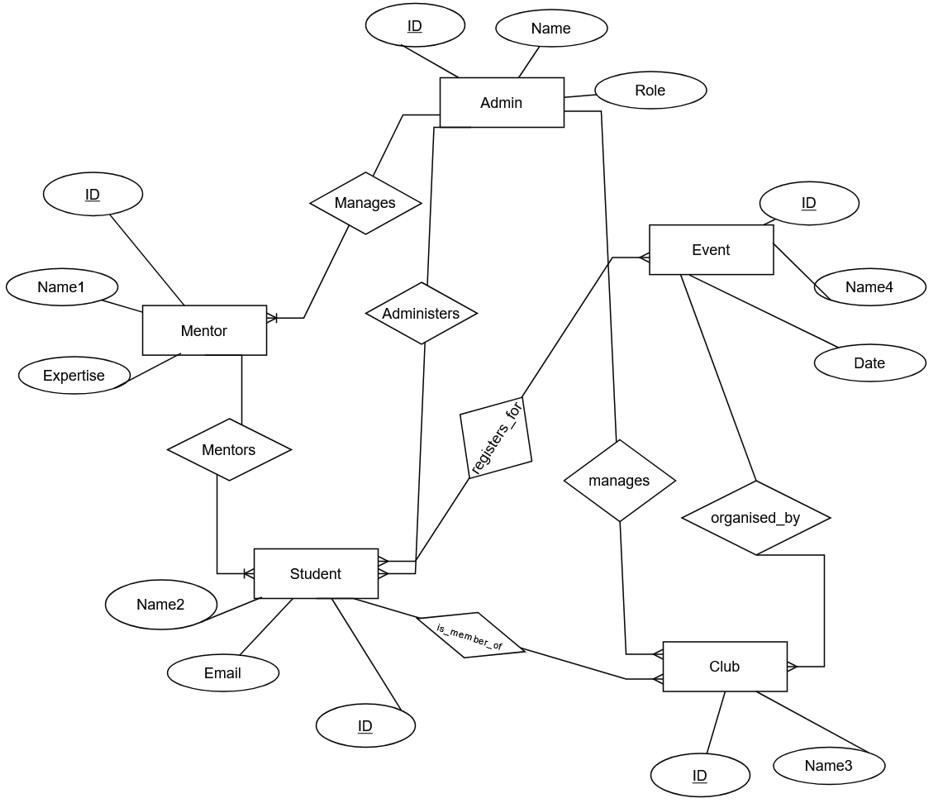 ID
Name
Role
Admin
ID
Manages
ID
Event
Name1
Name4
Mentor
Administers
Expertise
Date
registers_for
Mentors
manages
organised_by
Student
Name2
is_member_of
Email
Club
ID
Name3
ID